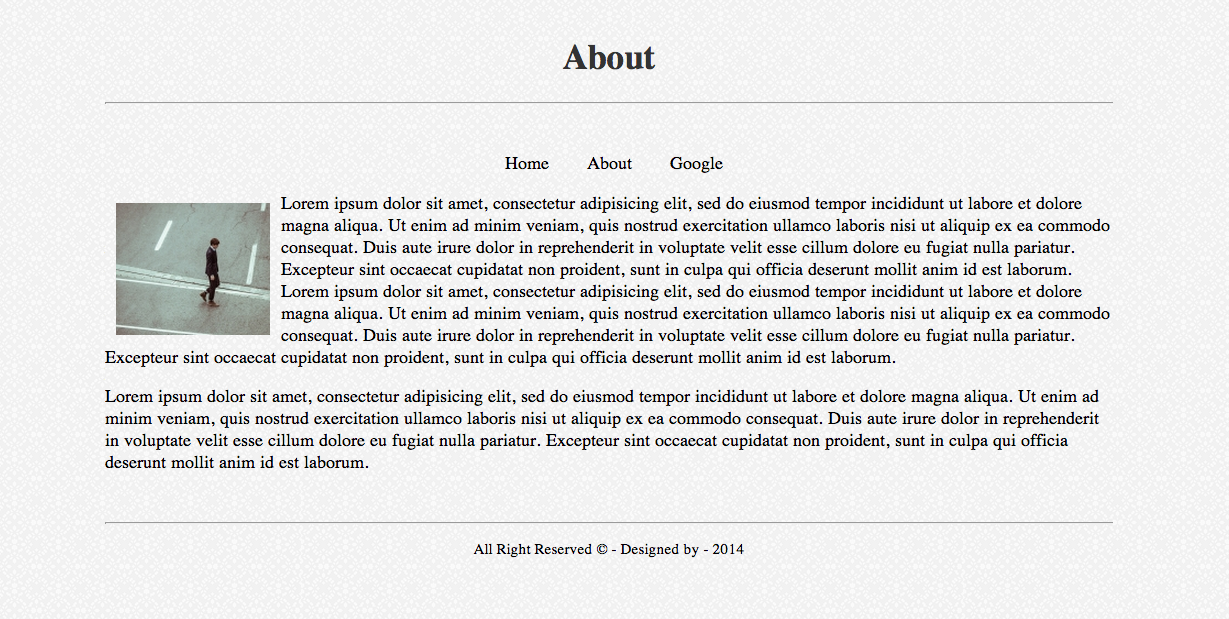 About
Home About Google
Lorem ipsum dolor sit amet, consectetur adipisicing elit, sed do eiusmod tempor incididunt ut labore et dolore
magna aliqua. Ut enim ad minim veniam, quis nostrud exercitation ullamco laboris nisi ut aliquip ex ea commodo
consequat. Duis aute irure dolor in reprehenderit in voluptate velit esse cillum dolore eu fugiat nulla pariatur.
Excepteur sint occaecat cupidatat non proident, sunt in culpa qui officia deserunt mollit anim id est laborum.
Lorem ipsum dolor sit amet, consectetur adipisicing elit, sed do eiusmod tempor incididunt ut labore et dolore
magna aliqua. Ut enim ad minim veniam, quis nostrud exercitation ullamco laboris nisi ut aliquip ex ea commodo
consequat. Duis aute irure dolor in reprehenderit in voluptate velit esse cillum dolore eu fugiat nulla pariatur.
Excepteur sint occaecat cupidatat non proident, sunt in culpa qui officia deserunt mollit anim id est laborum.
Lorem ipsum dolor sit amet, consectetur adipisicing elit, sed do eiusmod tempor incididunt ut labore et dolore magna aliqua. Ut enim ad
minim veniam, quis nostrud exercitation ullamco laboris nisi ut aliquip ex ea commodo consequat. Duis aute irure dolor in reprehenderit
in voluptate velit esse cillum dolore eu fugiat nulla pariatur. Excepteur sint occaecat cupidatat non proident, sunt in culpa qui officia
deserunt mollit anim id est laborum.
All Right Reserved © - Designed by - 2014